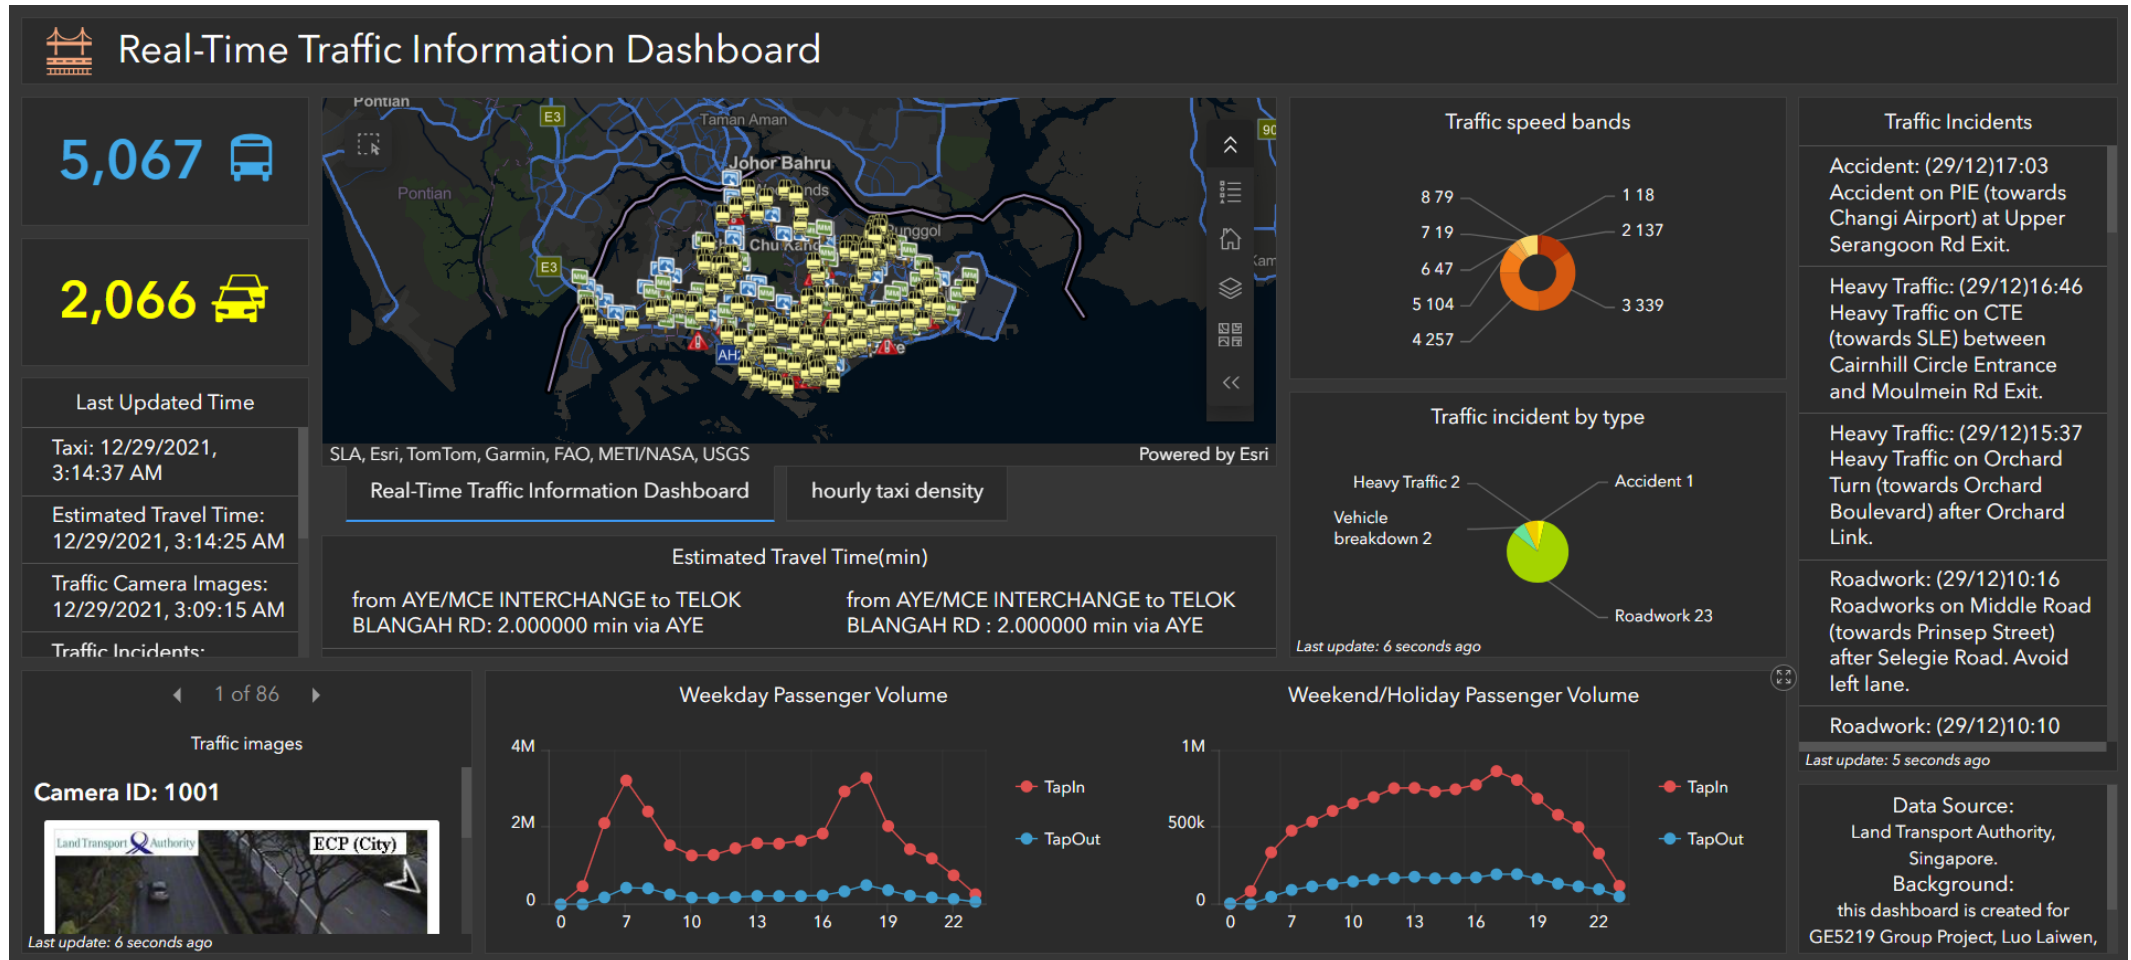 Real-Time Traffic Information Dashboard
5,067
2,066
Last Updated Time
Taxi: 12/29/2021,
3:14:37 AM
Estimated Travel Time:
12/29/2021, 3:14:25 AM
Traffic Camera Images:
12/29/2021, 3:09:15 AM
Traffic Incidents:
Pontian
E3
Taman Aman
90
Johor Bahru
Pontian
Punggol
Chu Kang
E3
AH2
SLA, Esri, TomTom, Garmin, FAO, METI/NASA, USGS
Powered by Esri
Real-Time Traffic Information Dashboard
hourly taxi density
Estimated Travel Time(min)
from AYE/MCE INTERCHANGE to TELOK
BLANGAH RD: 2.000000 min via AYE
from AYE/MCE INTERCHANGE to TELOK
BLANGAH RD : 2.000000 min via AYE
Traffic speed bands
8 79
7 19
6 47
5 104
4 257
1 18
2 137
3 339
Traffic incident by type
Heavy Traffic 2
Vehicle
breakdown 2
Accident 1
Roadwork 23
Last update: 6 seconds ago
Traffic Incidents
Accident: (29/12)17:03
Accident on PIE (towards
Changi Airport) at Upper
Serangoon Rd Exit.
Heavy Traffic: (29/12)16:46
Heavy Traffic on CTE
(towards SLE) between
Cairnhill Circle Entrance
and Moulmein Rd Exit.
Heavy Traffic: (29/12)15:37
Heavy Traffic on Orchard
Turn (towards Orchard
Boulevard) after Orchard
Link.
Roadwork: (29/12)10:16
Roadworks on Middle Road
(towards Prinsep Street)
after Selegie Road. Avoid
left lane.
Roadwork: (29/12)10:10
Last update: 5 seconds ago
1 of 86
Traffic images
Camera ID: 1001
Land Transport Authority
ECP (City)
Last update: 6 seconds ago
Weekday Passenger Volume
4M
2M
0
0 7 10 13 16 19 22
TapIn
TapOut
Weekend/Holiday Passenger Volume
1M
500k
0
0 7 10 13 16 19 22
TapIn
TapOut
Data Source:
Land Transport Authority,
Singapore.
Background:
this dashboard is created for
GE5219 Group Project, Luo Laiwen,